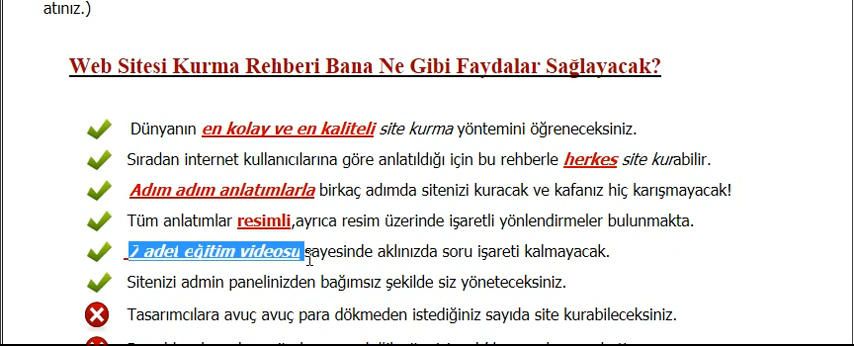 atınız.)
Web Sitesi Kurma Rehberi Bana Ne Gibi Faydalar Sağlayacak?
Dünyanın en kolay ve en kaliteli site kurma yöntemini öğreneceksiniz.
Sıradan internet kullanıcılarına göre anlatıldığı için bu rehberle herkes site kurabilir.
Adım adım anlatımlarla birkaç adımda sitenizi kuracak ve kafanız hiç karışmayacak!
Tüm anlatımlar resimli,ayrıca resim üzerinde işaretli yönlendirmeler bulunmakta.
7 adet eğitim videosu sayesinde aklınızda soru işareti kalmayacak.
Sitenizi admin panelinizden bağımsız şekilde siz yöneteceksiniz.
Tasarımcılara avuç avuç para dökmeden istediğiniz sayıda site kurabileceksiniz.